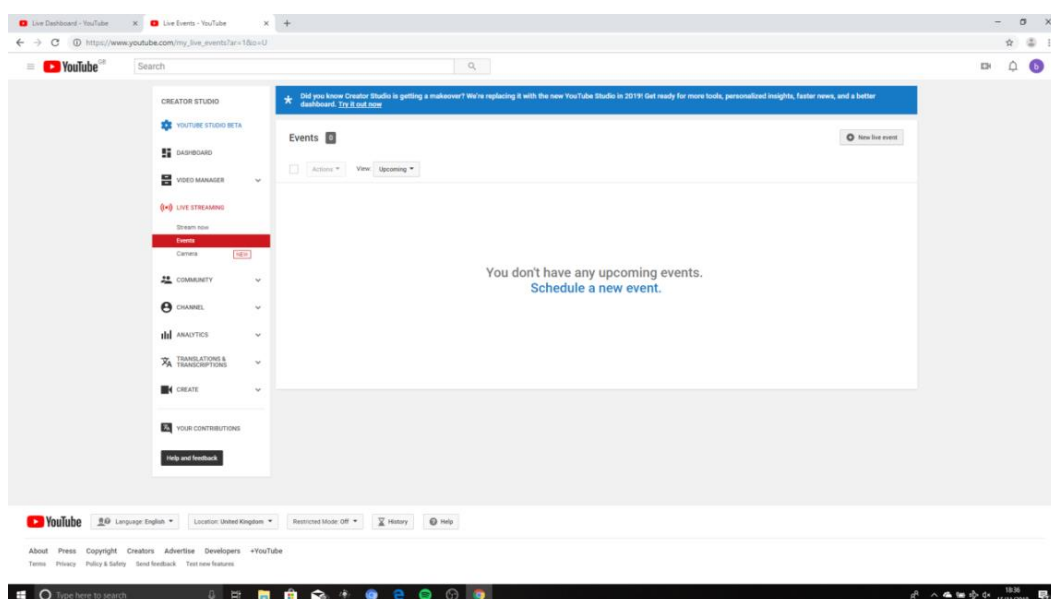 Live Dashboard - YouTube
Live Events - YouTube
https://www.youtube.com/my_live_events?ar=1&o=U
YouTube GB
Search
b
CREATOR STUDIO
YOUTUBE STUDIO BETA
DASHBOARD
VIDEO MANAGER
LIVE STREAMING
Stream now
Events
Camera NEW
COMMUNITY
CHANNEL
ANALYTICS
TRANSLATIONS &
TRANSCRIPTIONS
CREATE
YOUR CONTRIBUTIONS
Help and feedback
Did you know Creator Studio is getting a makeover? We're replacing it with the new YouTube Studio in 2019! Get ready for more tools, personalized insights, faster news, and a better
dashboard. Try it out now
Events 0
New live event
Actions View: Upcoming
You don't have any upcoming events.
Schedule a new event.
YouTube Language: English Location: United Kingdom Restricted Mode: Off History Help
About Press Copyright Creators Advertise Developers +YouTube
Terms Privacy Policy & Safety Send feedback Test new features
Type here to search
18:36